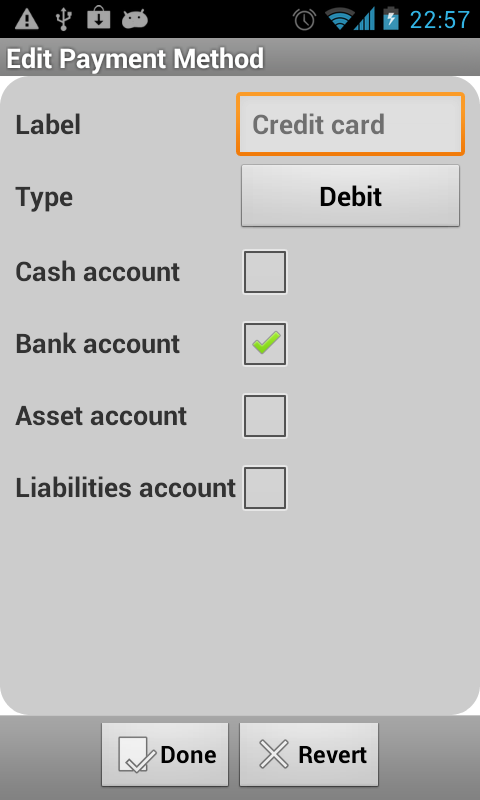 22:57
Edit Payment Method
Label Credit card
Type Debit
Cash account
Bank account
Asset account
Liabilities account
Done Revert